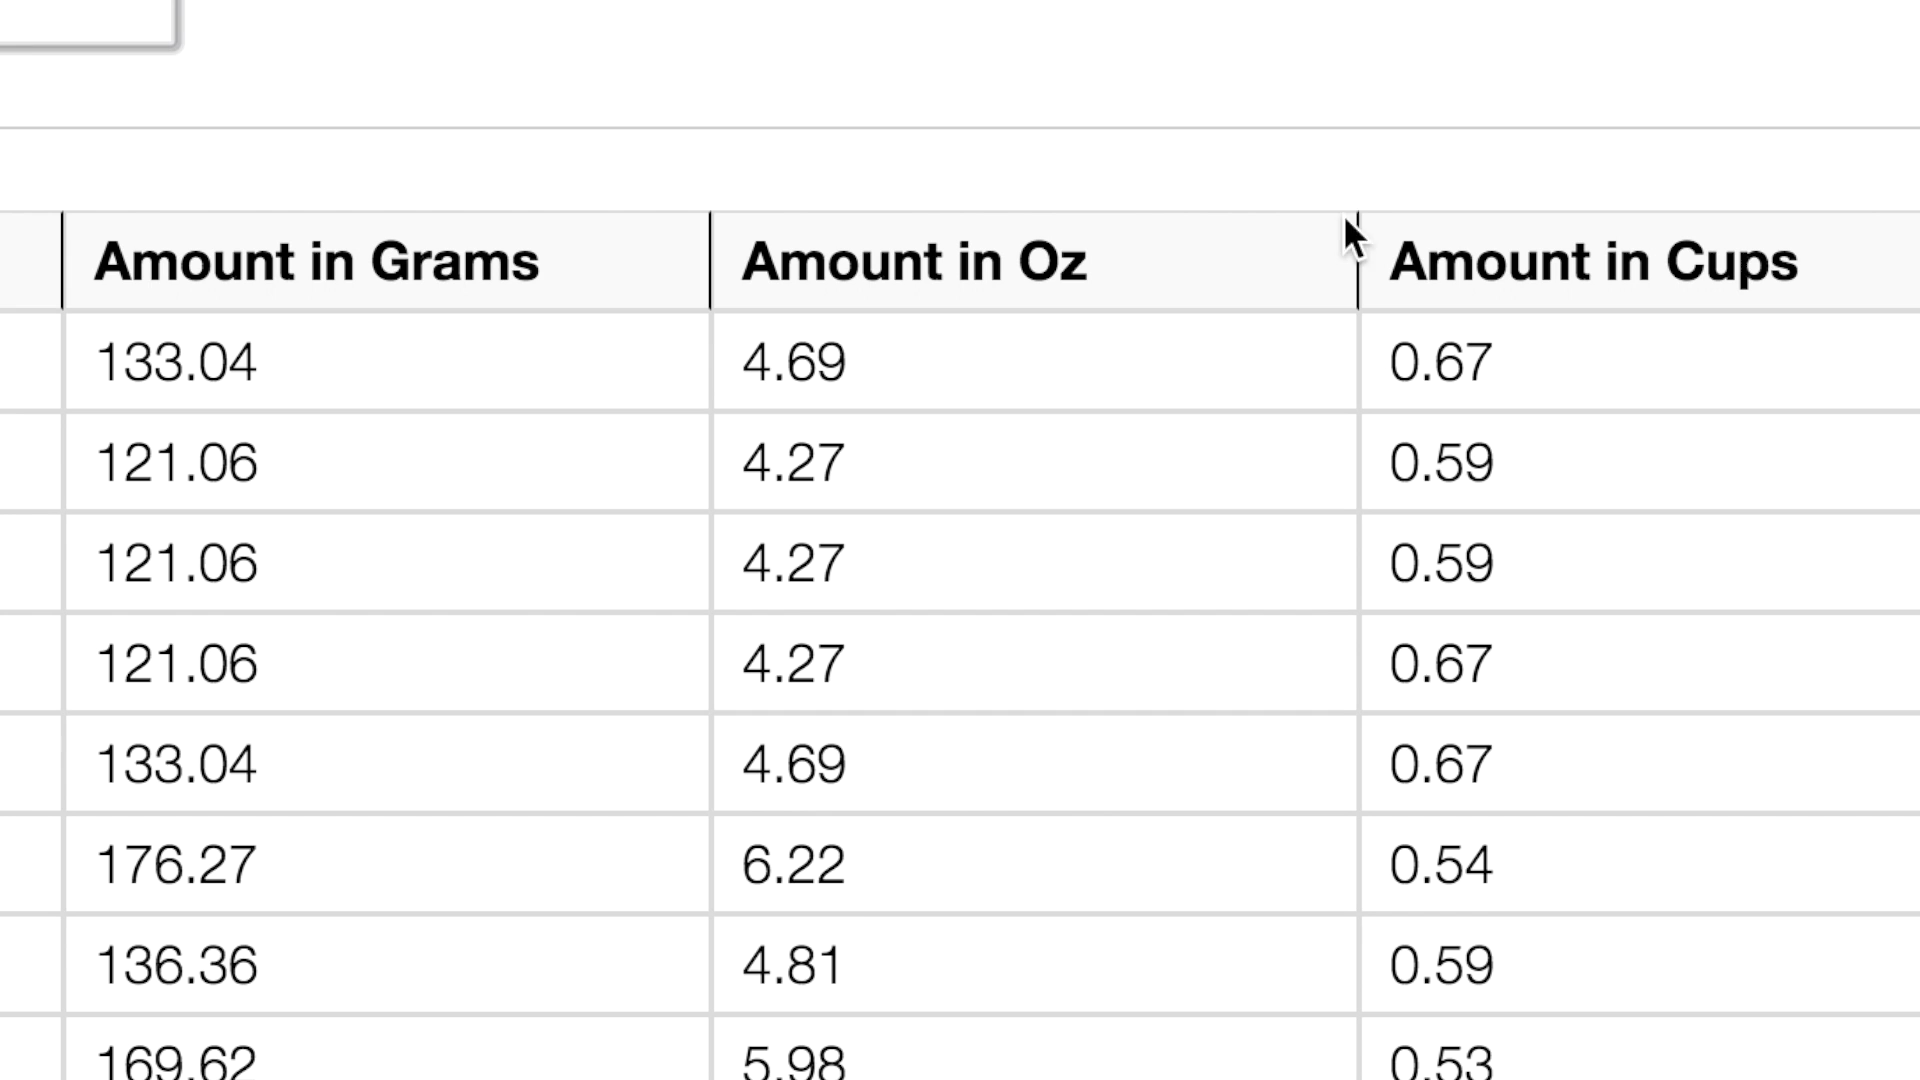 Amount in Grams Amount in Oz Amount in Cups
133.04 4.69 0.67
121.06 4.27 0.59
121.06 4.27 0.59
121.06 4.27 0.67
133.04 4.69 0.67
176.27 6.22 0.54
136.36 4.81 0.59
169.62 5.98 0.53